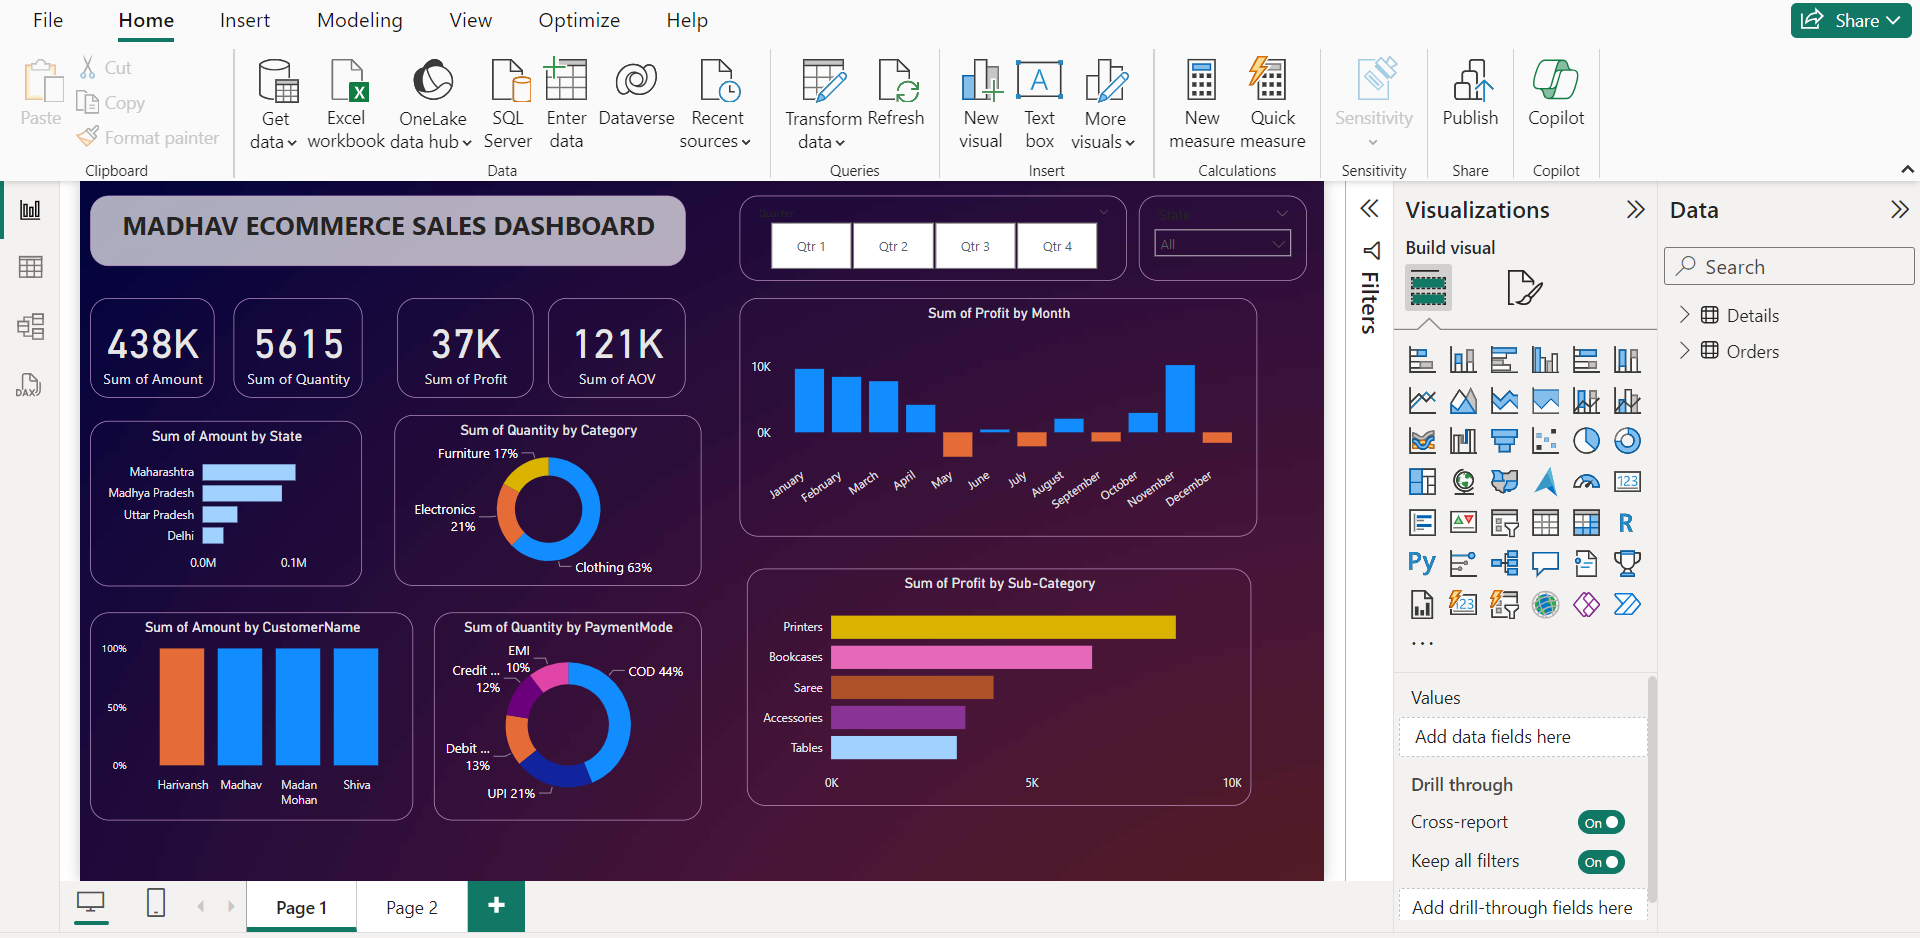 File Home Insert Modeling View Optimize Help
Share
Paste
Cut
Copy
Format painter
Clipboard
Get data
Excel workbook
OneLake data hub
SQL Server
Enter data
Dataverse
Recent sources
Data
Transform data
Refresh
Queries
New visual
Text box
More visuals
Insert
New measure
Quick measure
Calculations
Sensitivity
Sensitivity
Publish
Share
Copilot
Copilot
MADHAV ECOMMERCE SALES DASHBOARD
Quarter
Qtr 1 Qtr 2 Qtr 3 Qtr 4
State
All
438K
Sum of Amount
5615
Sum of Quantity
37K
Sum of Profit
121K
Sum of AOV
Sum of Profit by Month
10K
0K
January February March April May June July August September October November December
Sum of Amount by State
Maharashtra
Madhya Pradesh
Uttar Pradesh
Delhi
0.0M 0.1M
Sum of Quantity by Category
Furniture 17%
Electronics
21%
Clothing 63%
Sum of Amount by CustomerName
100%
50%
0%
Harivansh Madhav Madan Mohan Shiva
Sum of Quantity by PaymentMode
EMI
10%
Credit ...
12%
COD 44%
Debit ...
13%
UPI 21%
Sum of Profit by Sub-Category
Printers
Bookcases
Saree
Accessories
Tables
0K 5K 10K
Filters
Visualizations
Build visual
123
R
Py
123
...
Values
Add data fields here
Drill through
Cross-report On
Keep all filters On
Add drill-through fields here
Data
Search
Details
Orders
DAX
Page 1 Page 2 +